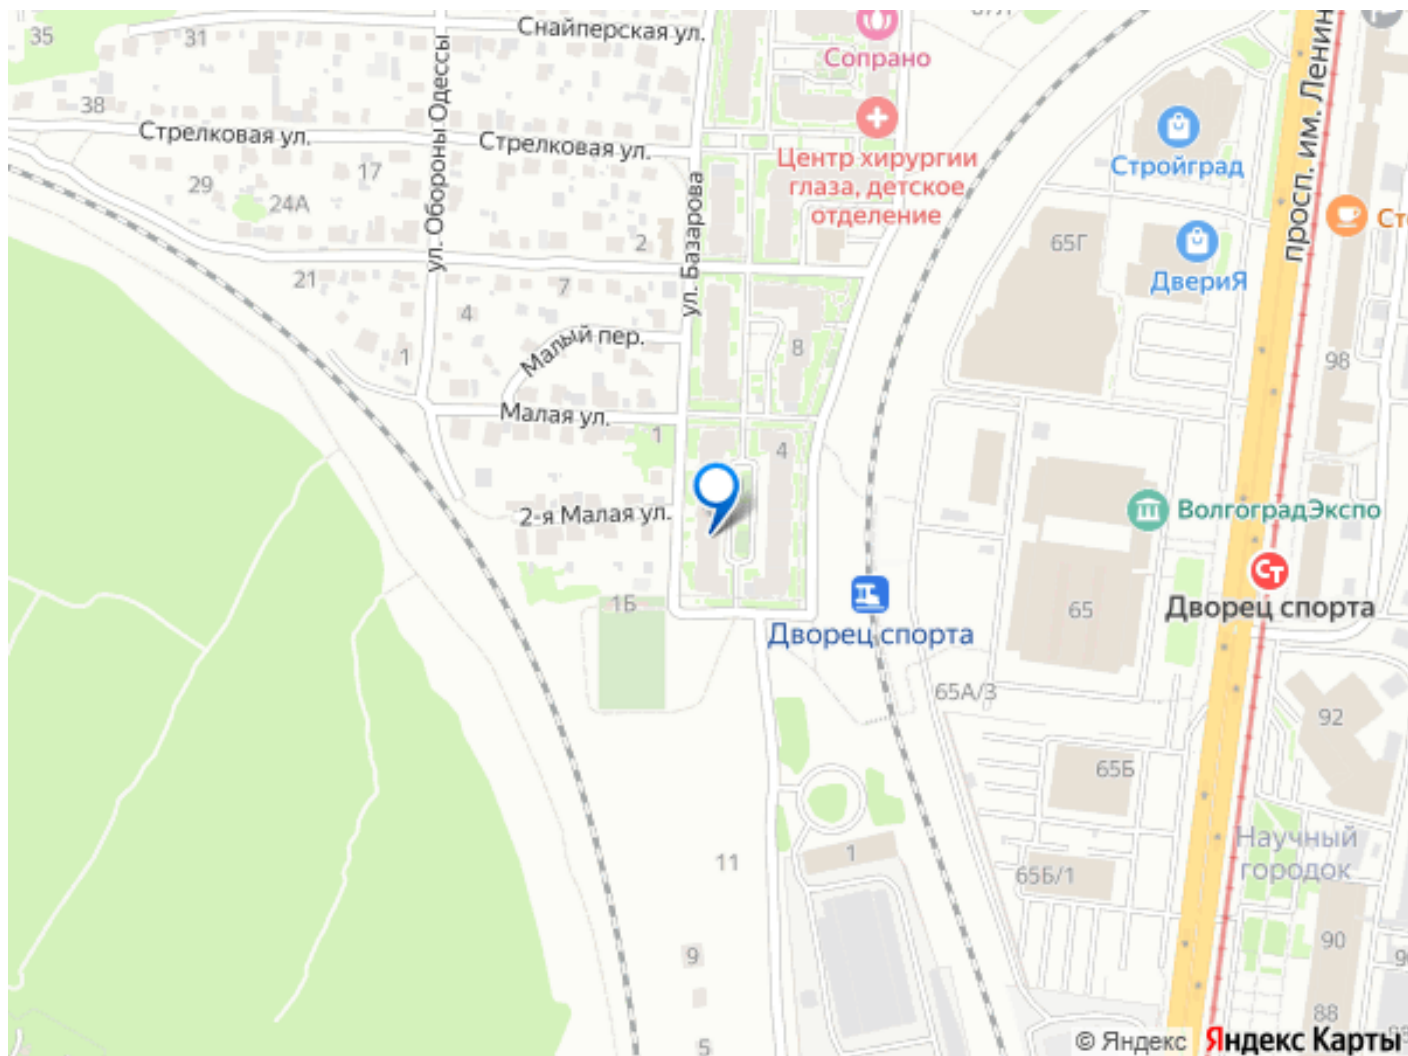 35
31
Снайперская ул.
Сопрано
просп. им. Ленин
38
Стрелковая ул.
Стрелковая ул.
ул. Обороны Одессы
17
29
24А
Центр хирургии
глаза, детское
отделение
Стройград
65Г
ДвериЯ
ул. Базарова
2
21
7
4
1
Малый пер.
8
98
Малая ул.
1
4
2-я Малая ул.
ВолгоградЭкспо
Ст
Дворец спорта
1Б
65
Дворец спорта
65А/3
92
65Б
1
11
65Б/1
Научный
городок
9
90
88
5
© Яндекс
Яндекс Карты